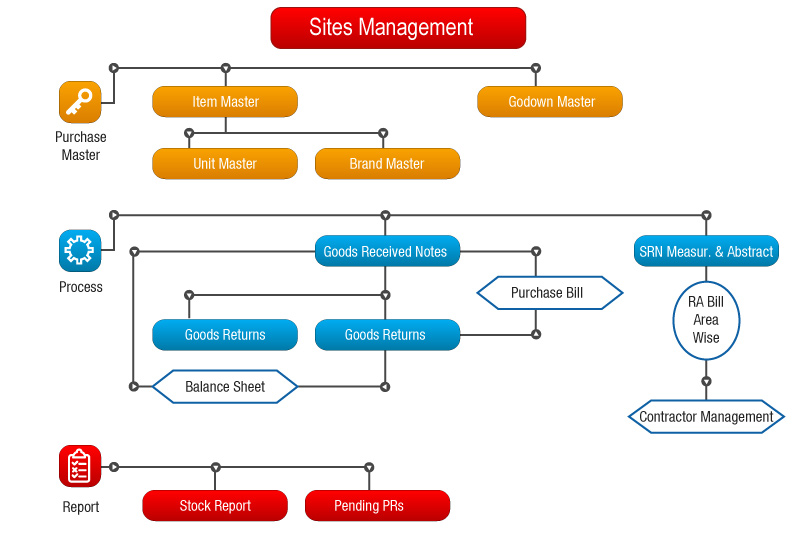 Sites Management
Item Master
Godown Master
Purchase
Master
Unit Master
Brand Master
Goods Received Notes
SRN Measur. & Abstract
Process
Purchase Bill
RA Bill
Area
Wise
Goods Returns
Goods Returns
Balance Sheet
Contractor Management
Report
Stock Report
Pending PRs